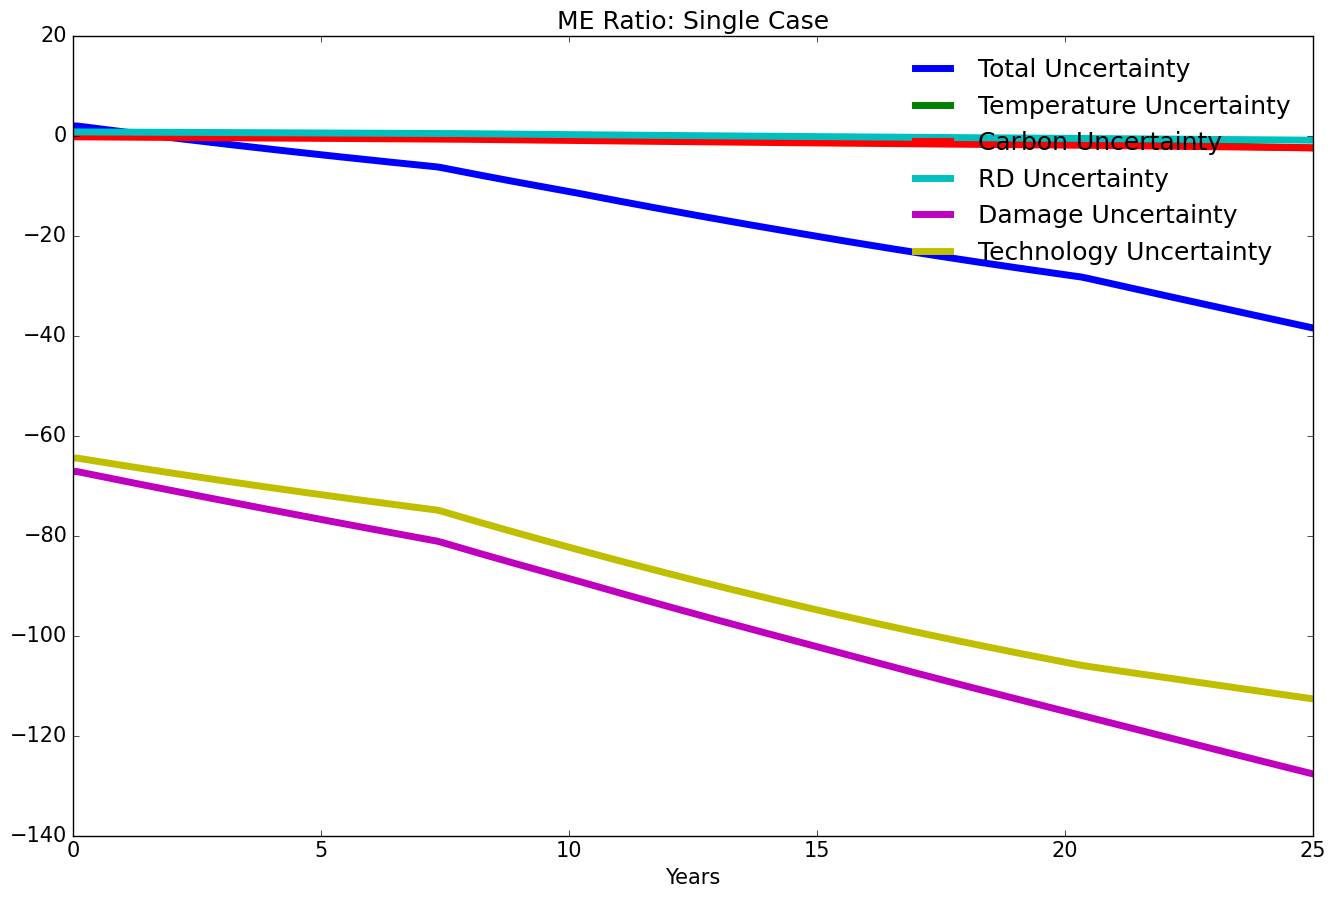 ME Ratio: Single Case
20
0
−20
−40
−60
−80
−100
−120
−140
Total Uncertainty
Temperature Uncertainty
Carbon Uncertainty
RD Uncertainty
Damage Uncertainty
Technology Uncertainty
0 5 10 15 20 25
Years